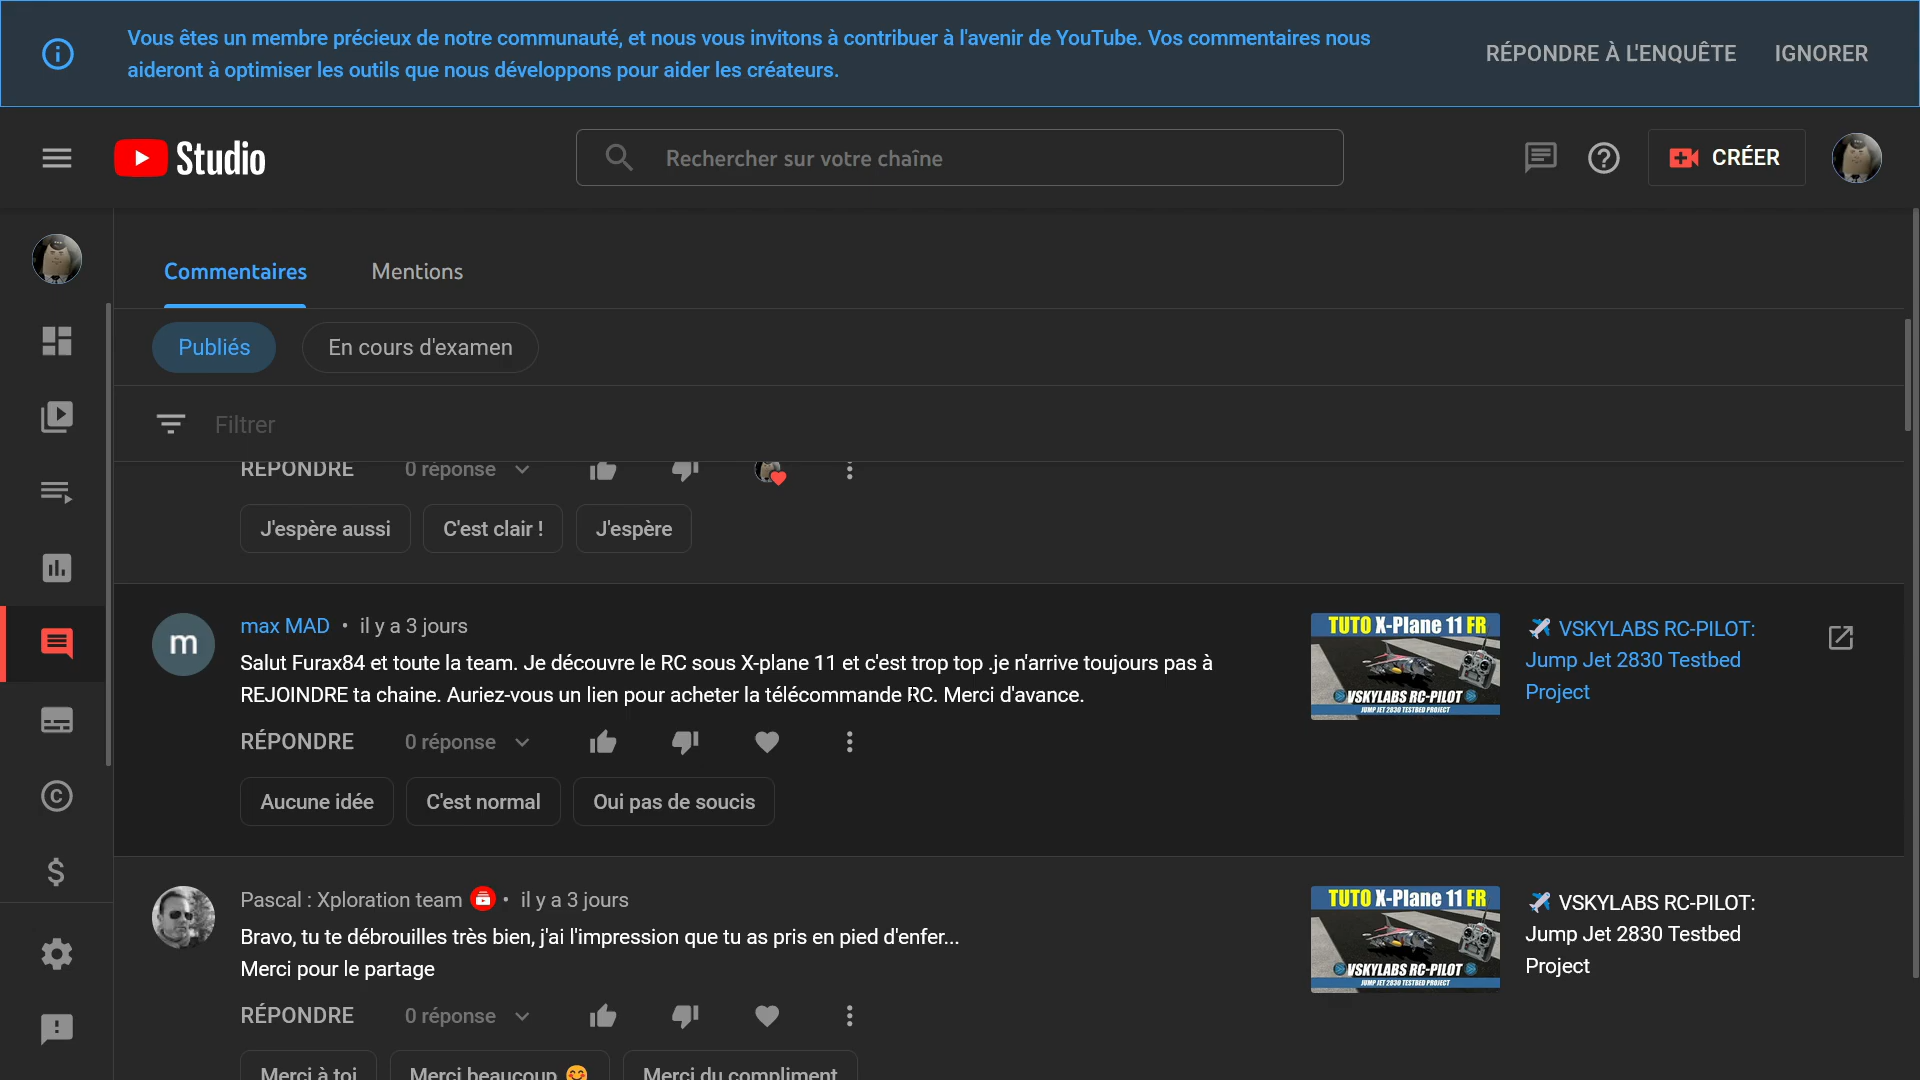 Vous êtes un membre précieux de notre communauté, et nous vous invitons à contribuer à l'avenir de YouTube. Vos commentaires nous
aideront à optimiser les outils que nous développons pour aider les créateurs.
RÉPONDRE À L'ENQUÊTE
IGNORER
Studio
Rechercher sur votre chaîne
CRÉER
Commentaires
Mentions
Publiés
En cours d'examen
Filtrer
RÉPONDRE
0 réponse
J'espère aussi
C'est clair !
J'espère
m
max MAD • il y a 3 jours
Salut Furax84 et toute la team. Je découvre le RC sous X-plane 11 et c'est trop top .je n'arrive toujours pas à
REJOINDRE ta chaine. Auriez-vous un lien pour acheter la télécommande RC. Merci d'avance.
RÉPONDRE
0 réponse
Aucune idée
C'est normal
Oui pas de soucis
TUTO X-Plane 11 FR
VSKYLABS RC-PILOT
JUMP JET 2830 TESTBED PROJECT
✈️ VSKYLABS RC-PILOT:
Jump Jet 2830 Testbed
Project
Pascal : Xploration team • il y a 3 jours
Bravo, tu te débrouilles très bien, j'ai l'impression que tu as pris en pied d'enfer...
Merci pour le partage
RÉPONDRE
0 réponse
Merci à toi
Merci beaucoup 😊
Merci du compliment
TUTO X-Plane 11 FR
VSKYLABS RC-PILOT
JUMP JET 2830 TESTBED PROJECT
✈️ VSKYLABS RC-PILOT:
Jump Jet 2830 Testbed
Project